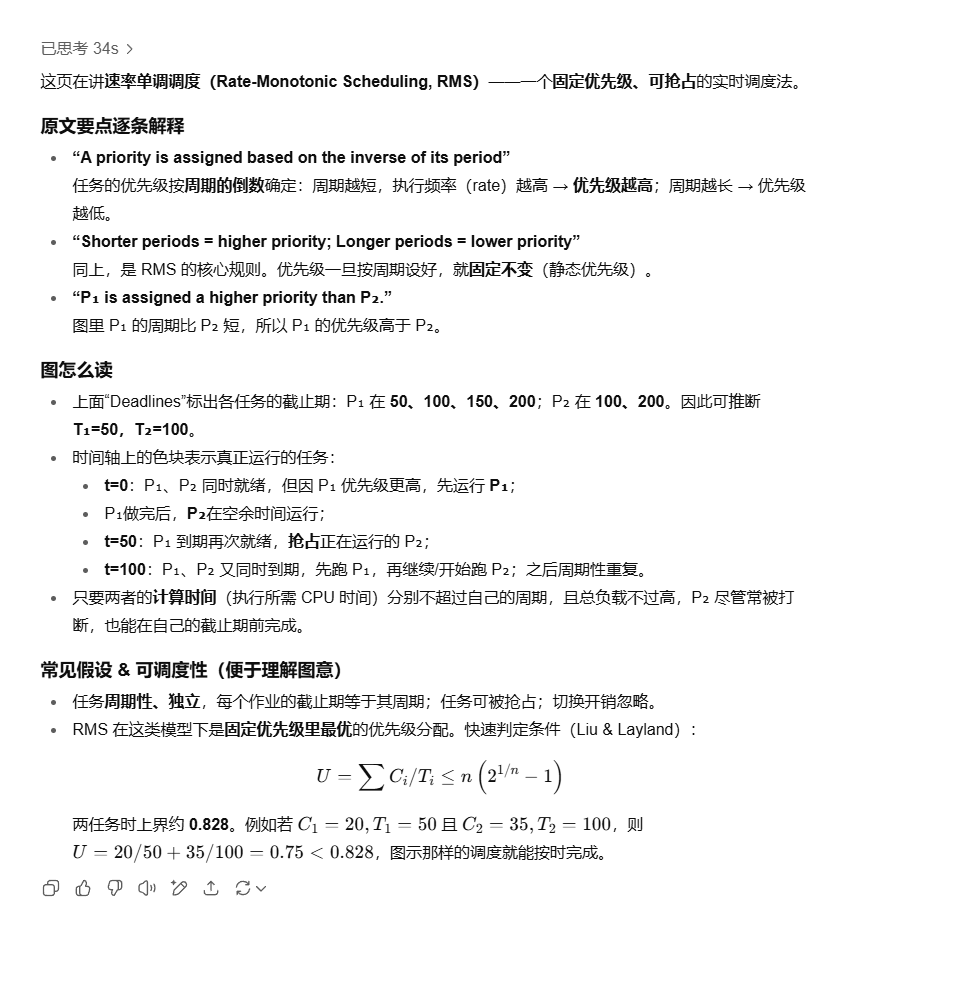 已思考 34s >
这页在讲速率单调调度（Rate-Monotonic Scheduling, RMS）——一个固定优先级、可抢占的实时调度法。
原文要点逐条解释
• “A priority is assigned based on the inverse of its period”
任务的优先级按周期的倒数确定：周期越短，执行频率（rate）越高 → 优先级越高；周期越长 → 优先级
越低。
• “Shorter periods = higher priority; Longer periods = lower priority”
同上，是 RMS 的核心规则。优先级一旦按周期设好，就固定不变（静态优先级）。
• “P₁ is assigned a higher priority than P₂.”
图里 P₁ 的周期比 P₂ 短，所以 P₁ 的优先级高于 P₂。
图怎么读
• 上面“Deadlines”标出各任务的截止期：P₁ 在 50、100、150、200；P₂ 在 100、200。因此可推断
T₁=50，T₂=100。
• 时间轴上的色块表示真正运行的任务：
• t=0：P₁、P₂ 同时就绪，但因 P₁ 优先级更高，先运行 P₁；
• P₁做完后，P₂在空余时间运行；
• t=50：P₁ 到期再次就绪，抢占正在运行的 P₂；
• t=100：P₁、P₂ 又同时到期，先跑 P₁，再继续/开始跑 P₂；之后周期性重复。
• 只要两者的计算时间（执行所需 CPU 时间）分别不超过自己的周期，且总负载不过高，P₂ 尽管常被打
断，也能在自己的截止期前完成。
常见假设 & 可调度性（便于理解图意）
• 任务周期性、独立，每个作业的截止期等于其周期；任务可被抢占；切换开销忽略。
• RMS 在这类模型下是固定优先级里最优的优先级分配。快速判定条件（Liu & Layland）：
U = ∑ Cᵢ/Tᵢ ≤ n (2^{1/n} − 1)
两任务时上界约 0.828。例如若 C₁ = 20, T₁ = 50 且 C₂ = 35, T₂ = 100，则
U = 20/50 + 35/100 = 0.75 < 0.828，图示那样的调度就能按时完成。